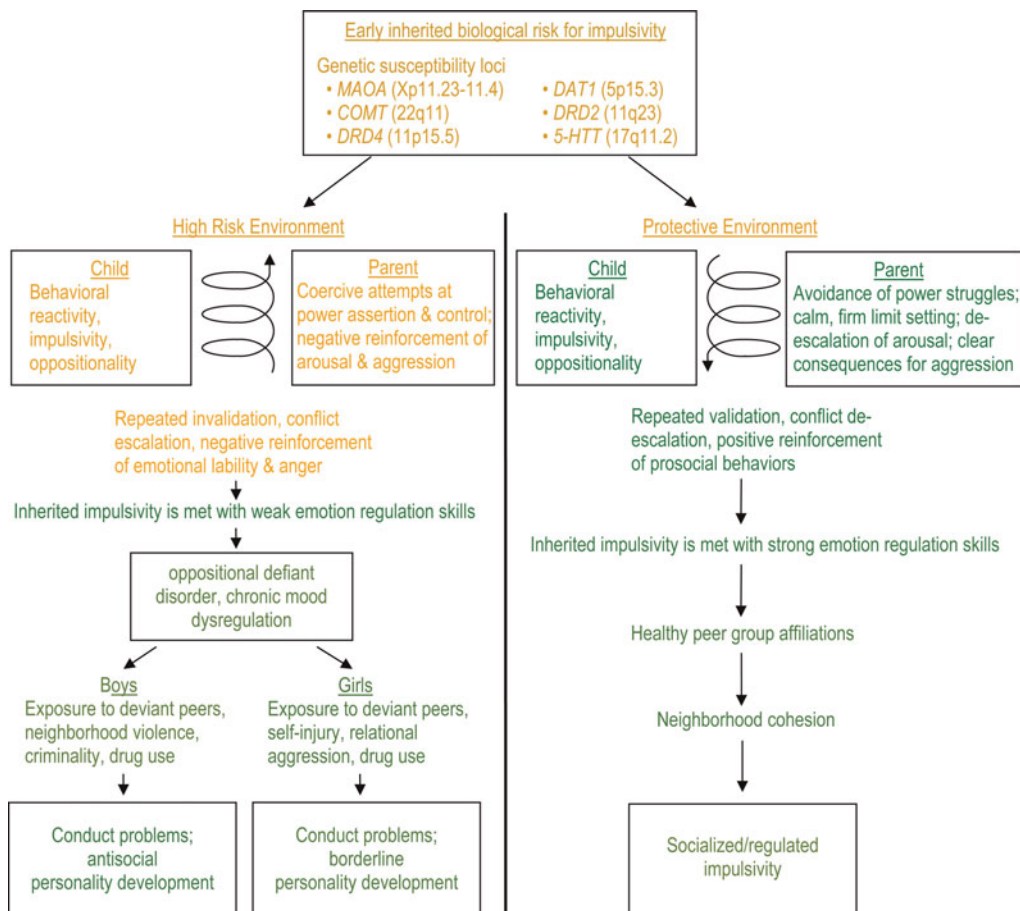 Early inherited biological risk for impulsivity
Genetic susceptibility loci
• MAOA (Xp11.23-11.4)
• COMT (22q11)
• DRD4 (11p15.5)
• DAT1 (5p15.3)
• DRD2 (11q23)
• 5-HTT (17q11.2)
High Risk Environment
Child
Behavioral
reactivity,
impulsivity,
oppositionality
Parent
Coercive attempts at
power assertion & control;
negative reinforcement of
arousal & aggression
Repeated invalidation, conflict
escalation, negative reinforcement
of emotional lability & anger
Inherited impulsivity is met with weak emotion regulation skills
oppositional defiant
disorder, chronic mood
dysregulation
Boys
Exposure to deviant peers,
neighborhood violence,
criminality, drug use
Girls
Exposure to deviant peers,
self-injury, relational
aggression, drug use
Conduct problems;
antisocial
personality development
Conduct problems;
borderline
personality development
Protective Environment
Child
Behavioral
reactivity,
impulsivity,
oppositionality
Parent
Avoidance of power struggles;
calm, firm limit setting; de-
escalation of arousal; clear
consequences for aggression
Repeated validation, conflict de-
escalation, positive reinforcement
of prosocial behaviors
Inherited impulsivity is met with strong emotion regulation skills
Healthy peer group affiliations
Neighborhood cohesion
Socialized/regulated
impulsivity